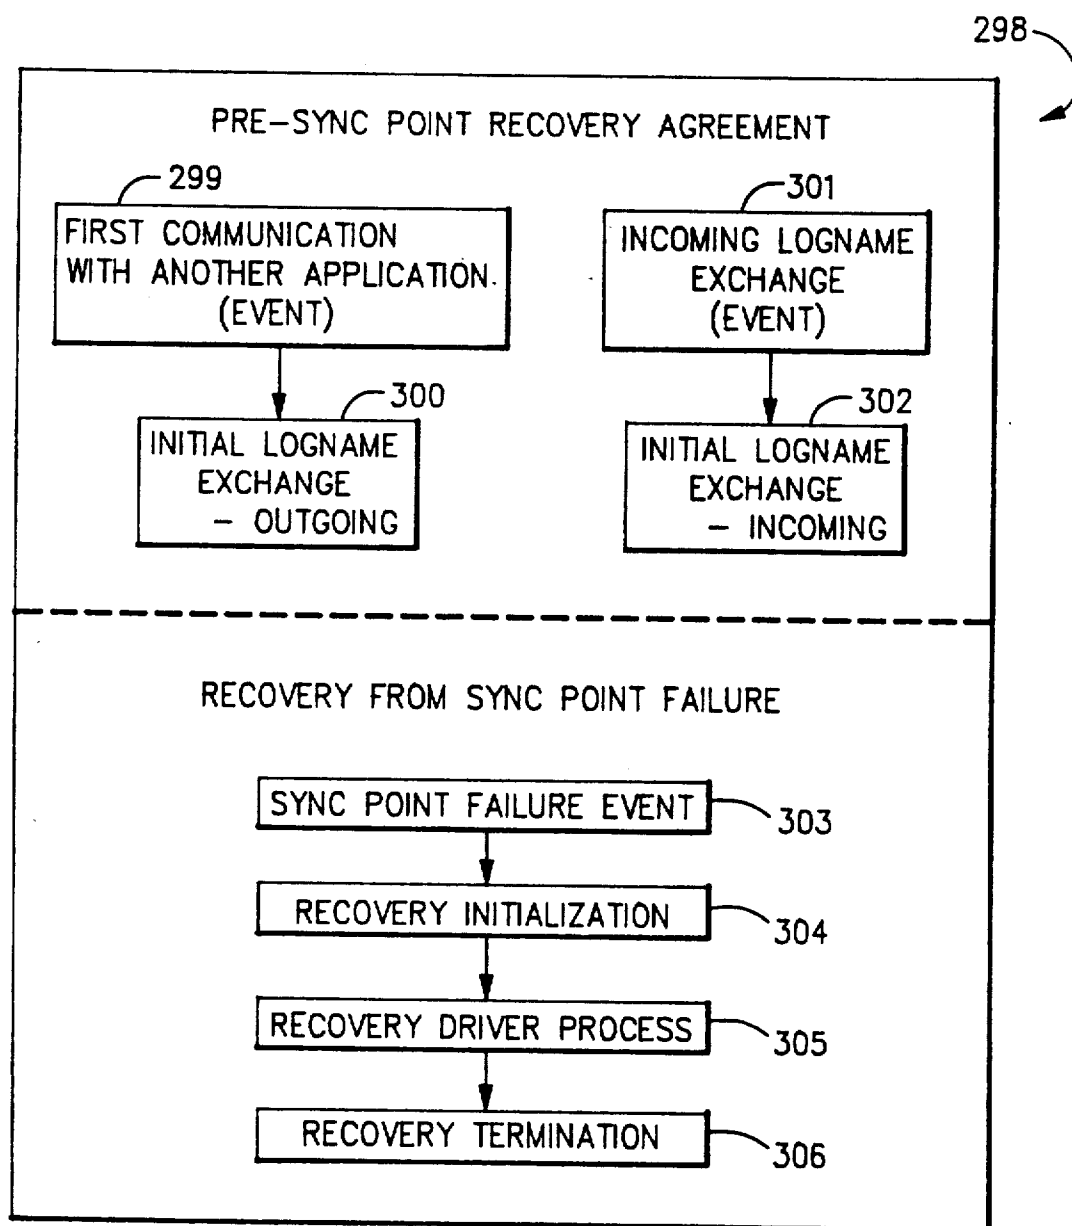 298
PRE-SYNC POINT RECOVERY AGREEMENT
299
FIRST COMMUNICATION
WITH ANOTHER APPLICATION
(EVENT)
301
INCOMING LOGNAME
EXCHANGE
(EVENT)
300
INITIAL LOGNAME
EXCHANGE
- OUTGOING
302
INITIAL LOGNAME
EXCHANGE
- INCOMING
RECOVERY FROM SYNC POINT FAILURE
SYNC POINT FAILURE EVENT
303
RECOVERY INITIALIZATION
304
RECOVERY DRIVER PROCESS
305
RECOVERY TERMINATION
306